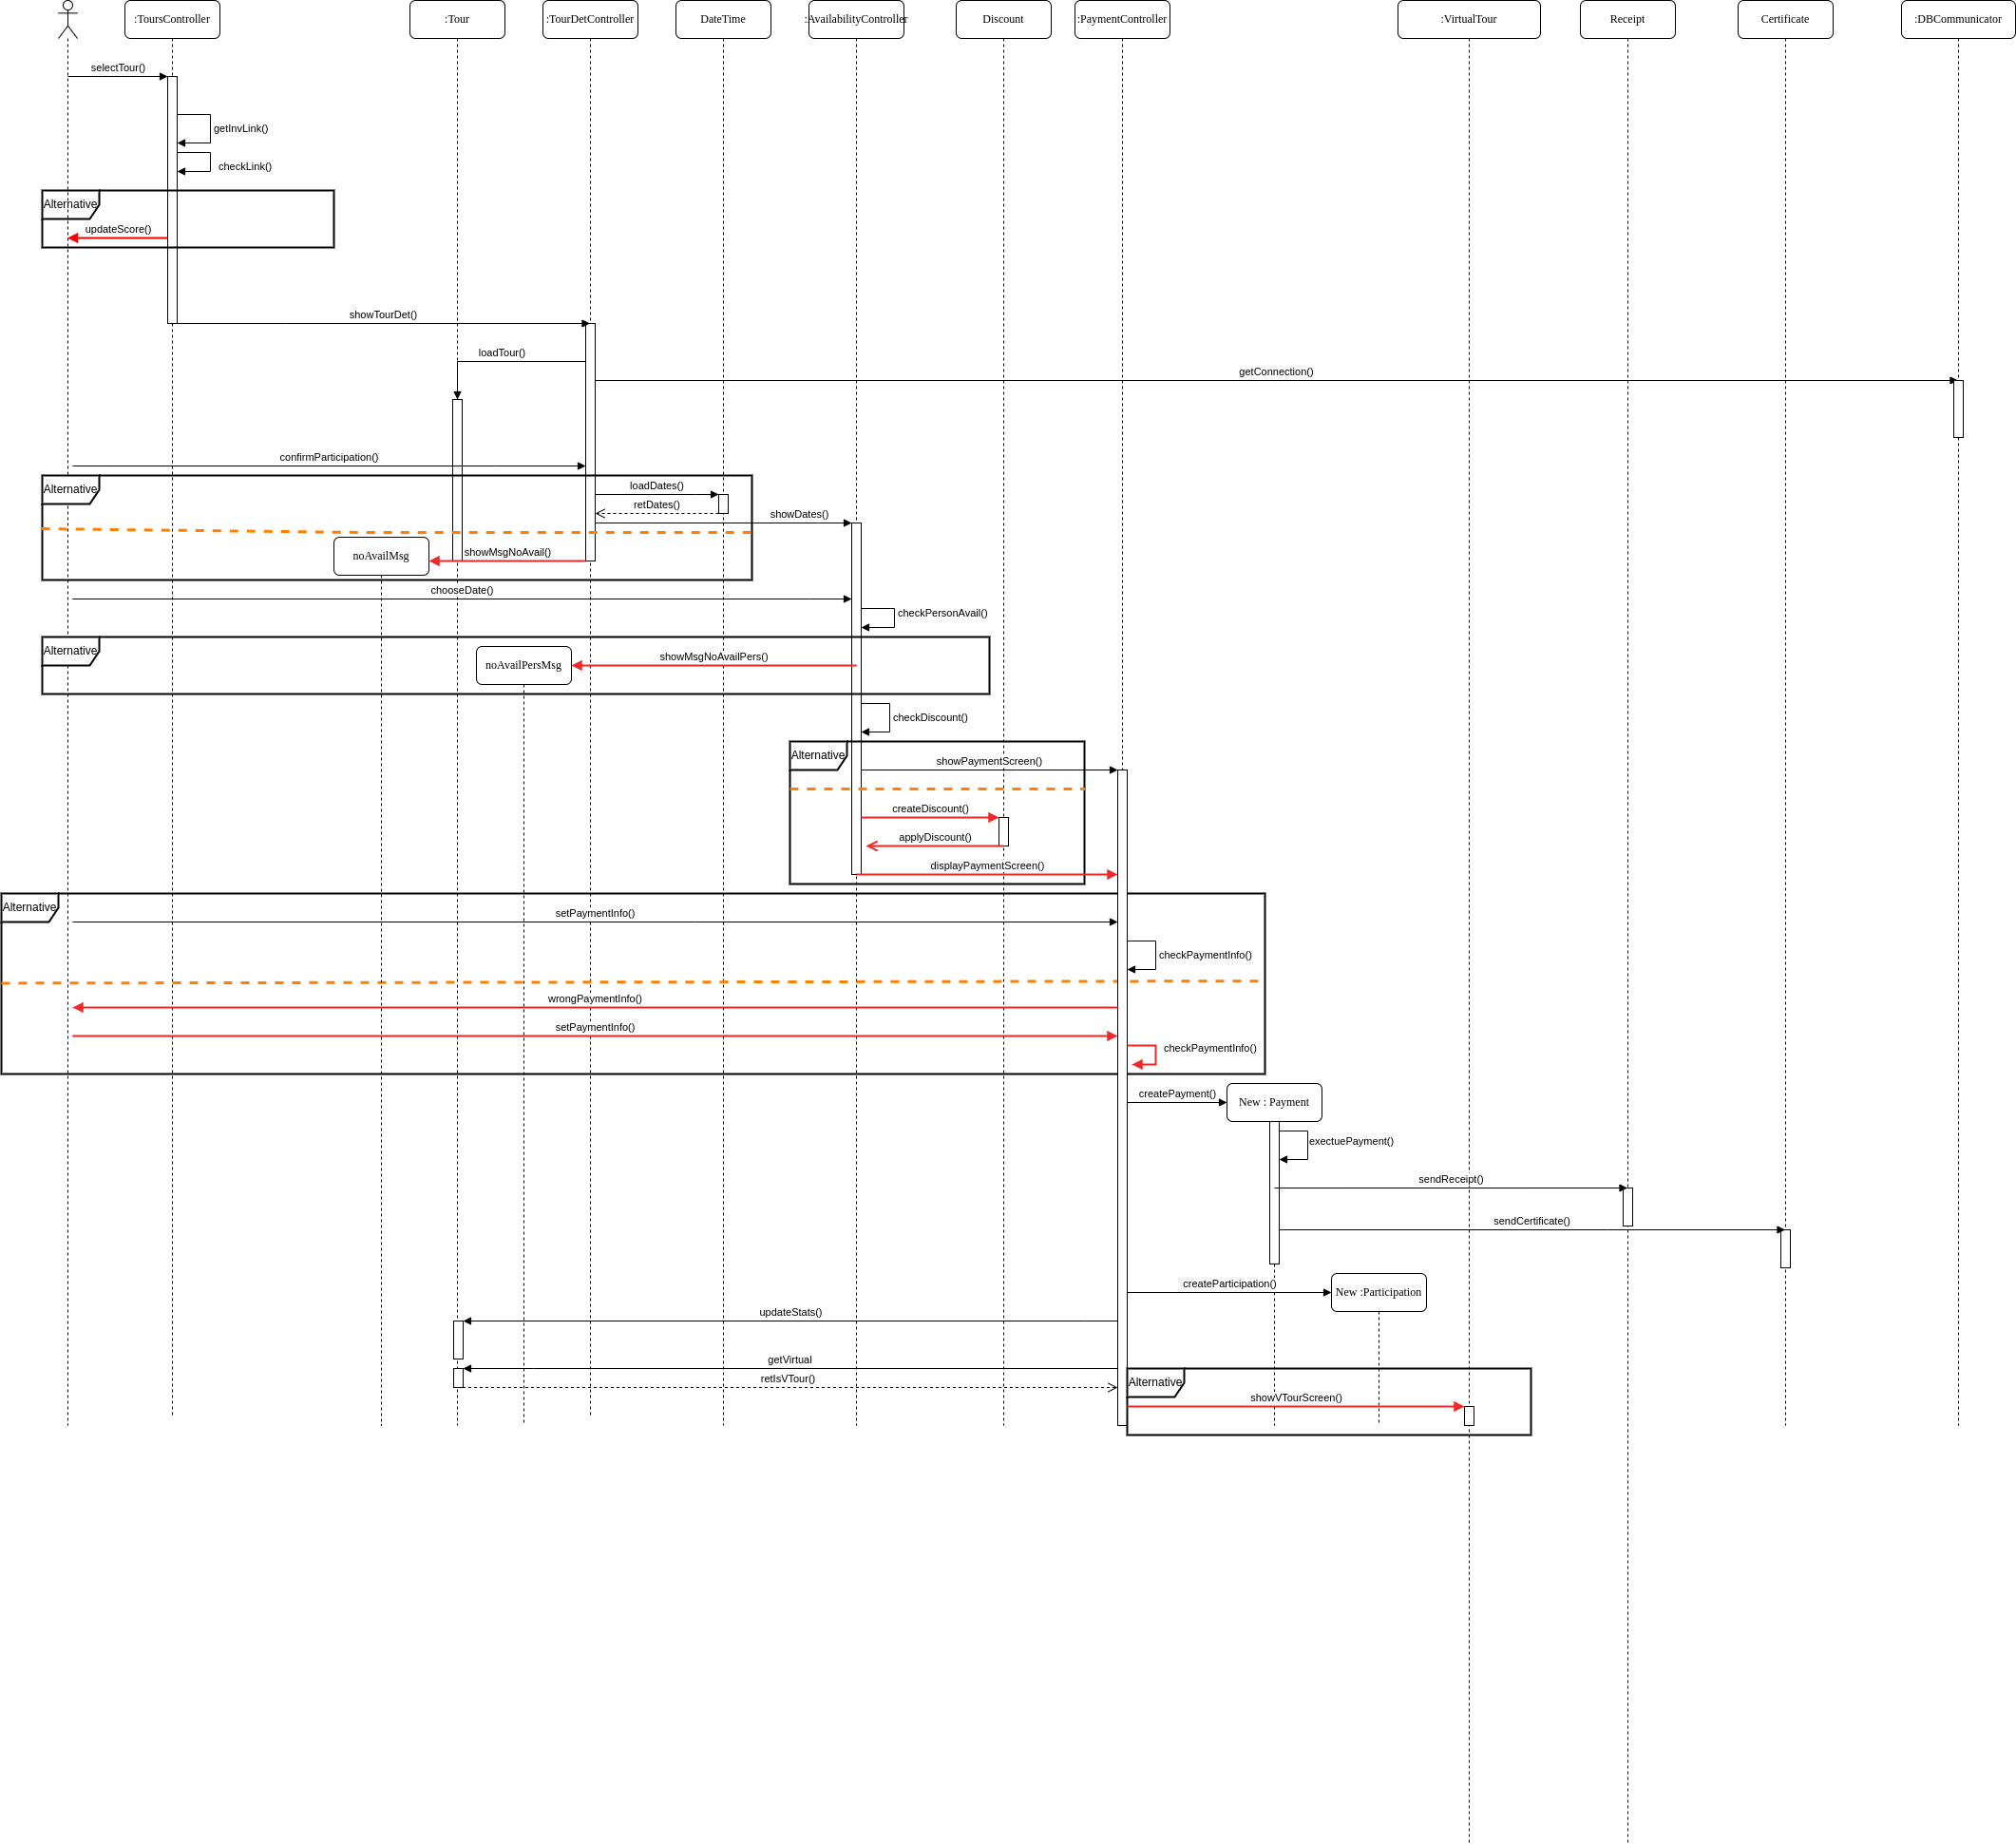 :ToursController
:Tour
:TourDetController
DateTime
:AvailabilityController
Discount
:PaymentController
:VirtualTour
Receipt
Certificate
:DBCommunicator
selectTour()
getInvLink()
checkLink()
Alternative
updateScore()
showTourDet()
loadTour()
getConnection()
confirmParticipation()
Alternative
loadDates()
retDates()
showDates()
noAvailMsg
showMsgNoAvail()
chooseDate()
checkPersonAvail()
Alternative
noAvailPersMsg
showMsgNoAvailPers()
checkDiscount()
Alternative
showPaymentScreen()
createDiscount()
applyDiscount()
displayPaymentScreen()
Alternative
setPaymentInfo()
checkPaymentInfo()
wrongPaymentInfo()
setPaymentInfo()
checkPaymentInfo()
createPayment()
New : Payment
exectuePayment()
sendReceipt()
sendCertificate()
createParticipation()
New :Participation
updateStats()
getVirtual
retIsVTour()
Alternative
showVTourScreen()